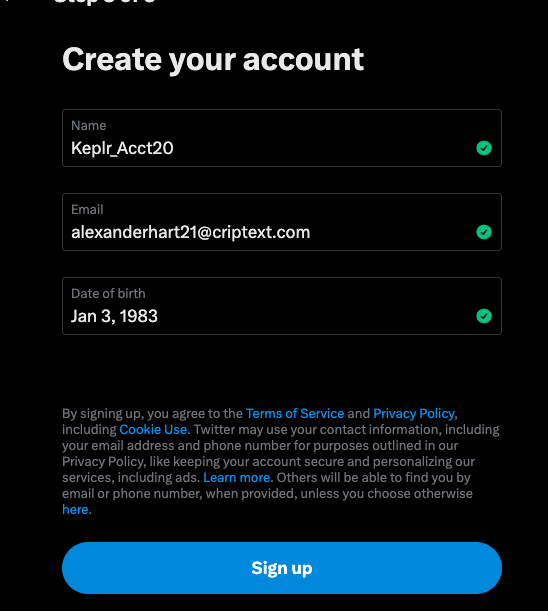 Create your account
Name
Keplr_Acct20
Email
alexanderhart21@criptext.com
Date of birth
Jan 3, 1983
By signing up, you agree to the Terms of Service and Privacy Policy,
including Cookie Use. Twitter may use your contact information, including
your email address and phone number for purposes outlined in our
Privacy Policy, like keeping your account secure and personalizing our
services, including ads. Learn more. Others will be able to find you by
email or phone number, when provided, unless you choose otherwise
here.
Sign up